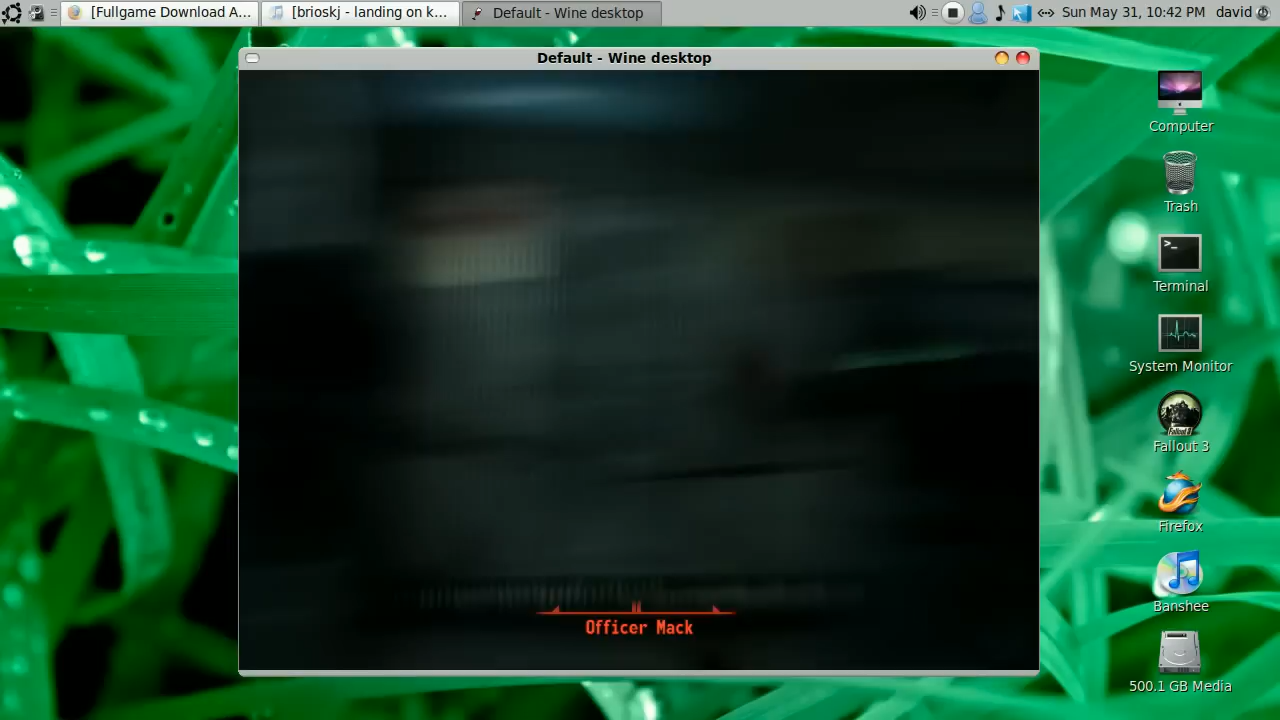 [Fullgame Download A...
[brioskj - landing on k...
Default - Wine desktop
Sun May 31, 10:42 PM
david
Default - Wine desktop
Computer
Trash
Terminal
System Monitor
Fallout 3
Firefox
Banshee
500.1 GB Media
Officer Mack